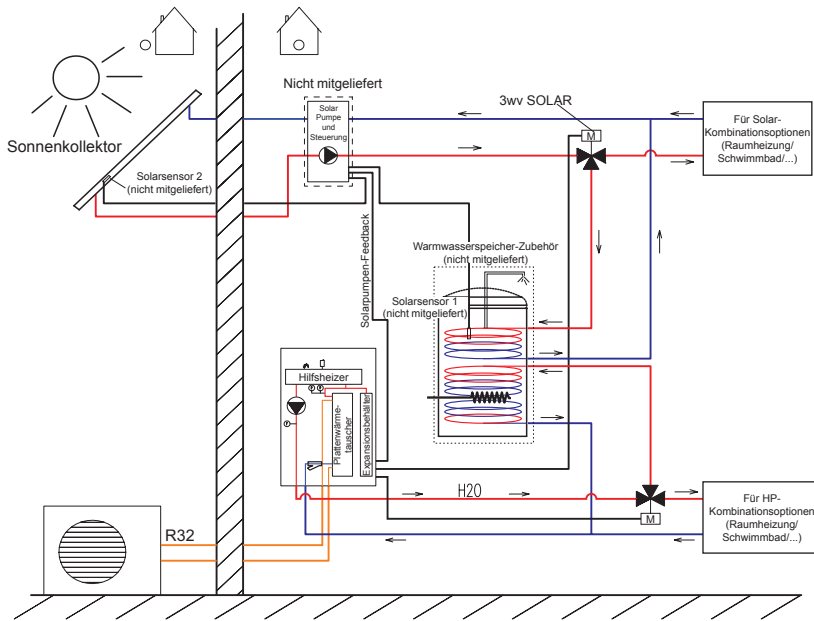 Nicht mitgeliefert
3wv SOLAR
M
Solar
Pumpe
und
Steuerung
Für Solar-
Kombinationsoptionen
(Raumheizung/
Schwimmbad/...)
Sonnenkollektor
Solarsensor 2
(nicht mitgeliefert)
Solarpumpen-Feedback
Warmwasserspeicher-Zubehör
(nicht mitgeliefert)
Solarsensor 1
(nicht mitgeliefert)
Hilfsheizer
Plattenwärme-
tauscher
Expansionsbehälter
H20
Für HP-
Kombinationsoptionen
(Raumheizung/
Schwimmbad/...)
M
R32